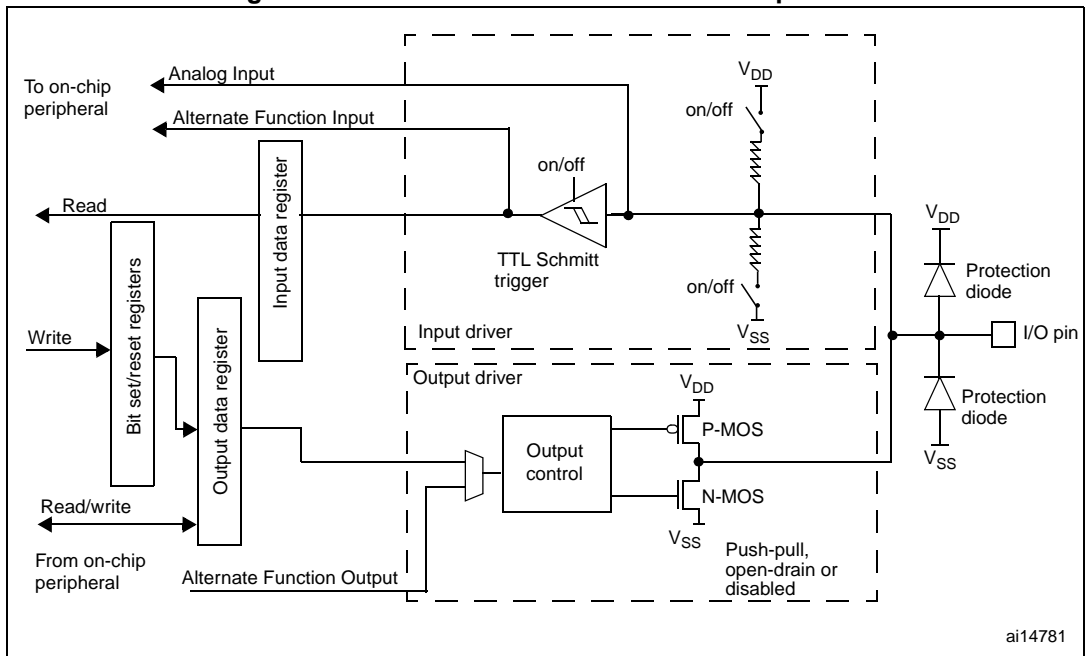 To on-chip
peripheral
Analog Input
Alternate Function Input
Read
Input data register
on/off
TTL Schmitt
trigger
VDD
on/off
on/off
VSS
Input driver
VDD
Protection
diode
I/O pin
Protection
diode
VSS
Write
Bit set/reset registers
Output data register
Read/write
From on-chip
peripheral
Alternate Function Output
Output driver
Output
control
VDD
P-MOS
N-MOS
VSS
Push-pull,
open-drain or
disabled
ai14781